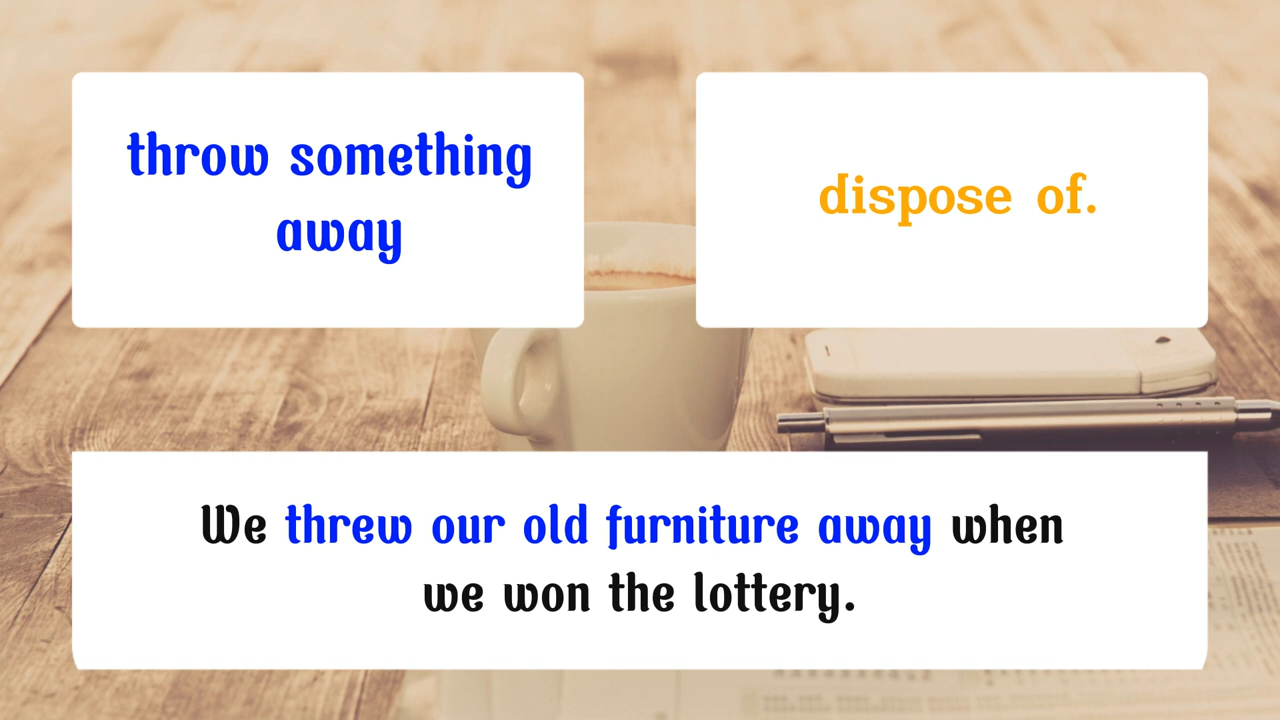 throw something
away
dispose of.
We threw our old furniture away when
we won the lottery.